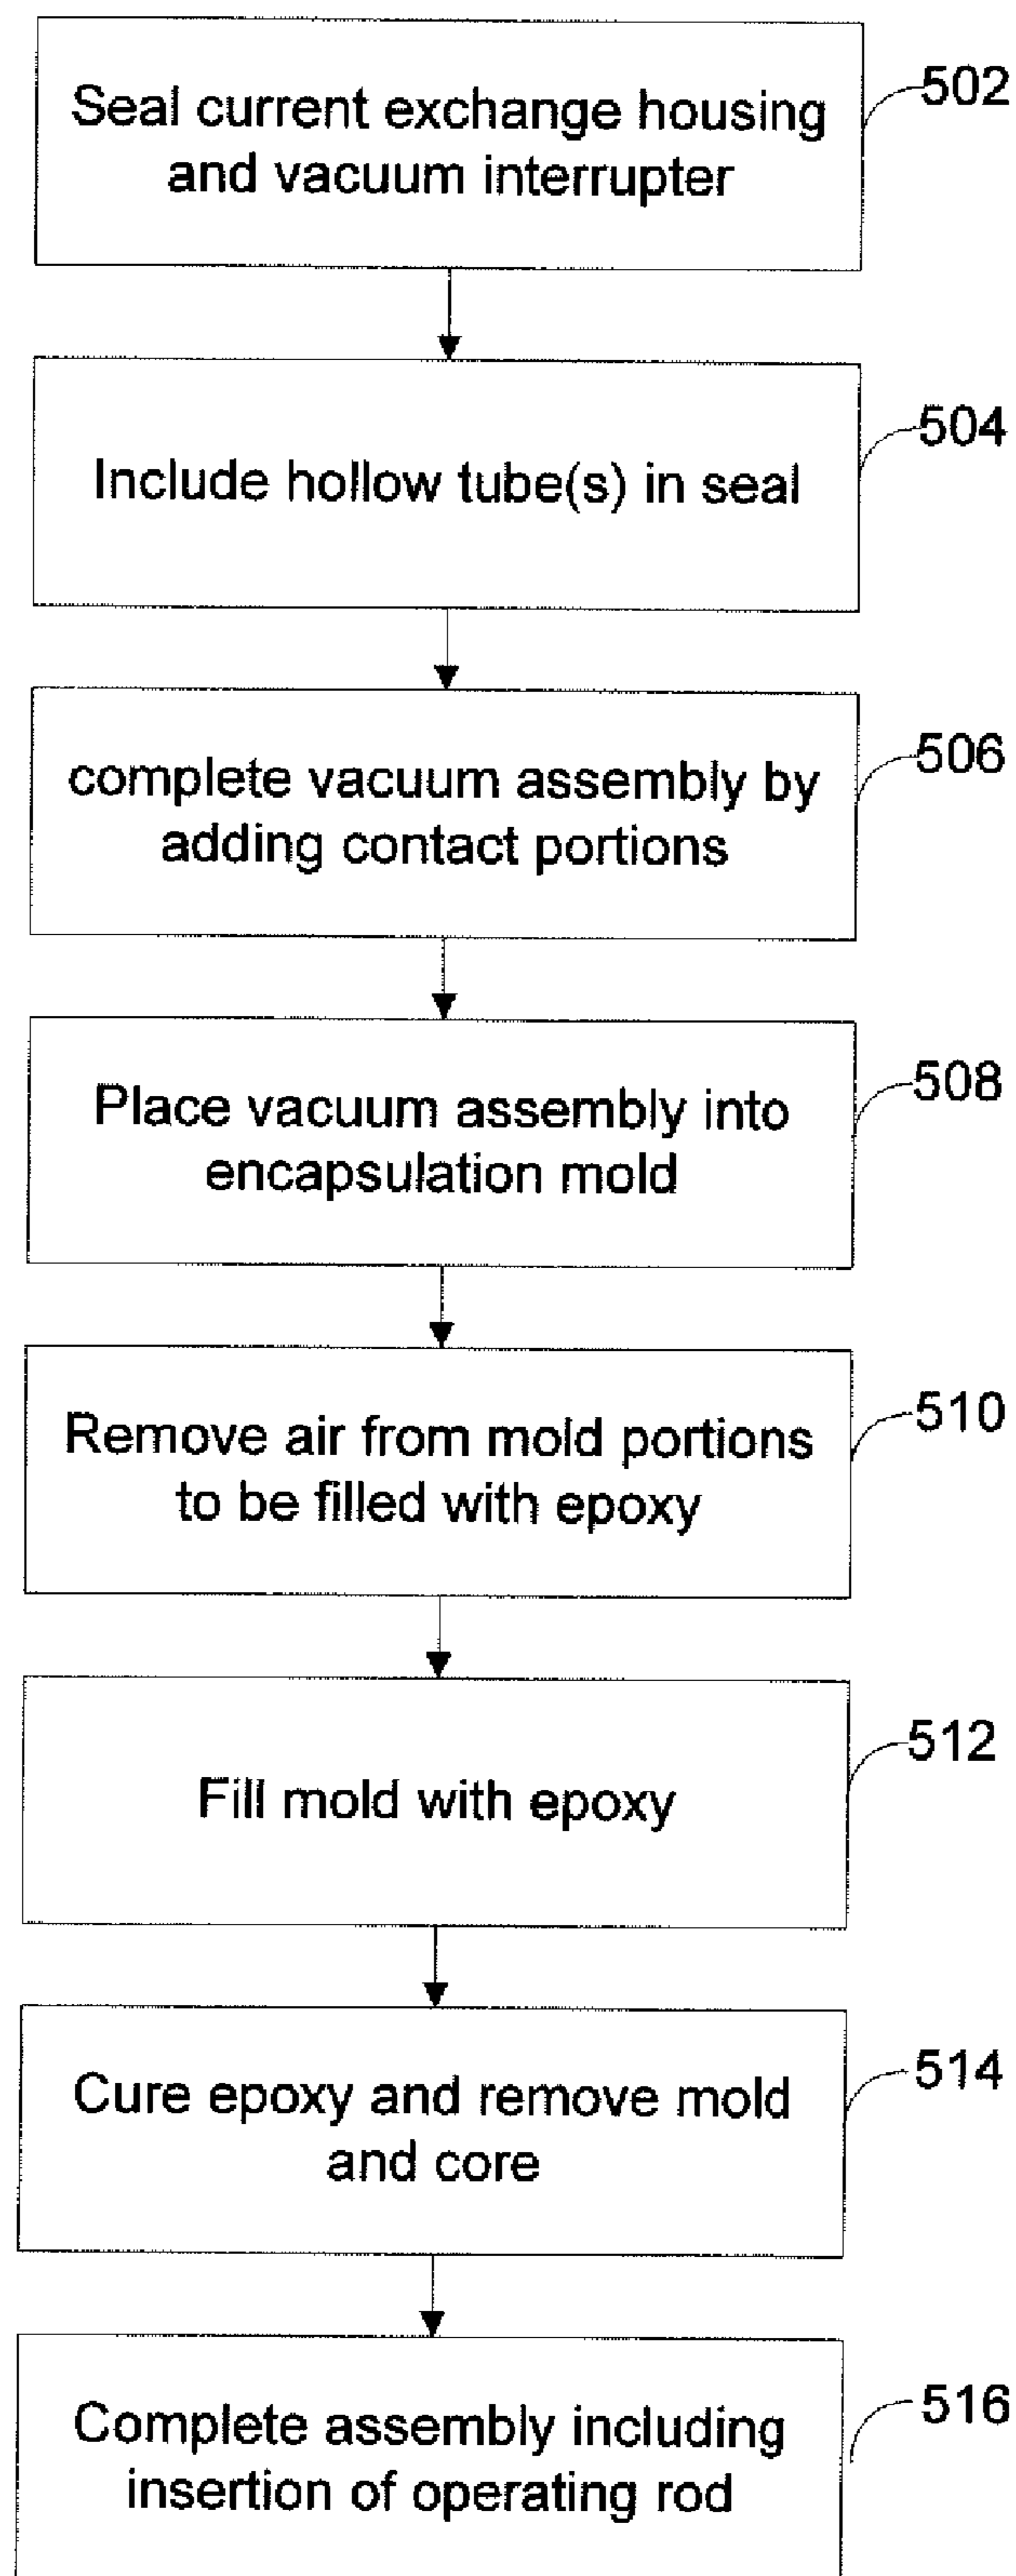 Seal current exchange housing
and vacuum interrupter
502
Include hollow tube(s) in seal
504
complete vacuum assembly by
adding contact portions
506
Place vacuum assembly into
encapsulation mold
508
Remove air from mold portions
to be filled with epoxy
510
Fill mold with epoxy
512
Cure epoxy and remove mold
and core
514
Complete assembly including
insertion of operating rod
516